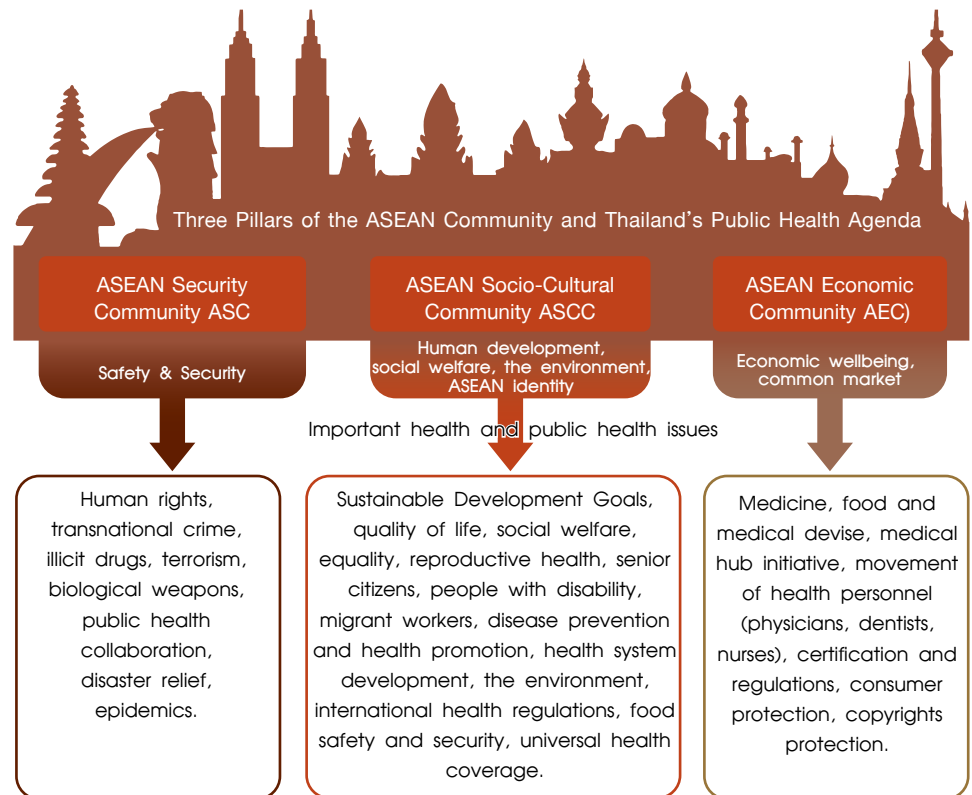 Three Pillars of the ASEAN Community and Thailand's Public Health Agenda
ASEAN Security
Community ASC
Safety & Security
ASEAN Socio-Cultural
Community ASCC
Human development,
social welfare, the environment,
ASEAN identity
ASEAN Economic
Community AEC)
Economic wellbeing,
common market
Important health and public health issues
Human rights,
transnational crime,
illicit drugs, terrorism,
biological weapons,
public health
collaboration,
disaster relief,
epidemics.
Sustainable Development Goals,
quality of life, social welfare,
equality, reproductive health, senior
citizens, people with disability,
migrant workers, disease prevention
and health promotion, health system
development, the environment,
international health regulations, food
safety and security, universal health
coverage.
Medicine, food and
medical devise, medical
hub initiative, movement
of health personnel
(physicians, dentists,
nurses), certification and
regulations, consumer
protection, copyrights
protection.